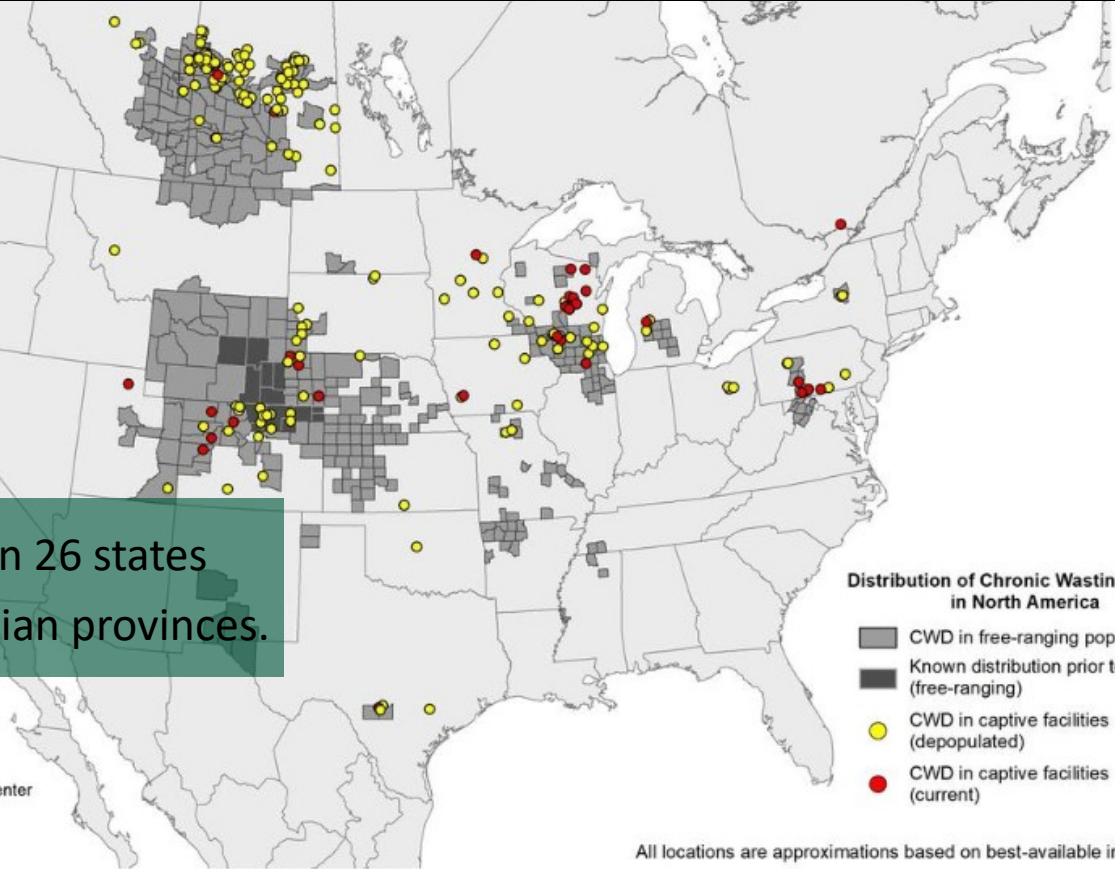 n 26 states
ian provinces.
Distribution of Chronic Wastin
in North America
CWD in free-ranging pop
Known distribution prior t
(free-ranging)
CWD in captive facilities
(depopulated)
CWD in captive facilities
(current)
enter
All locations are approximations based on best-available in